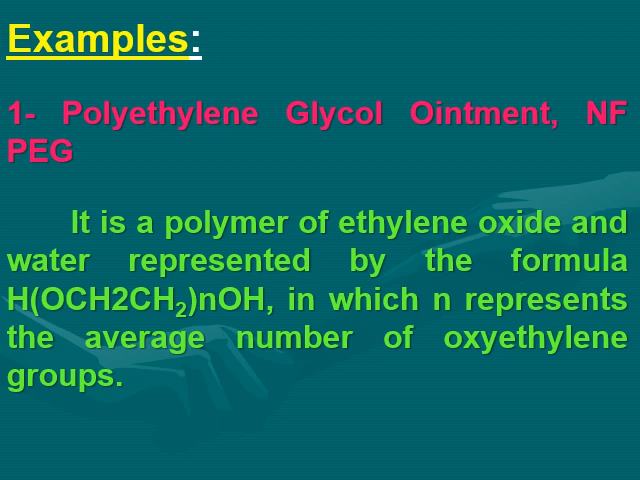 Examples:
1- Polyethylene Glycol Ointment, NF
PEG
It is a polymer of ethylene oxide and
water represented by the formula
H(OCH2CH₂)nOH, in which n represents
the average number of oxyethylene
groups.